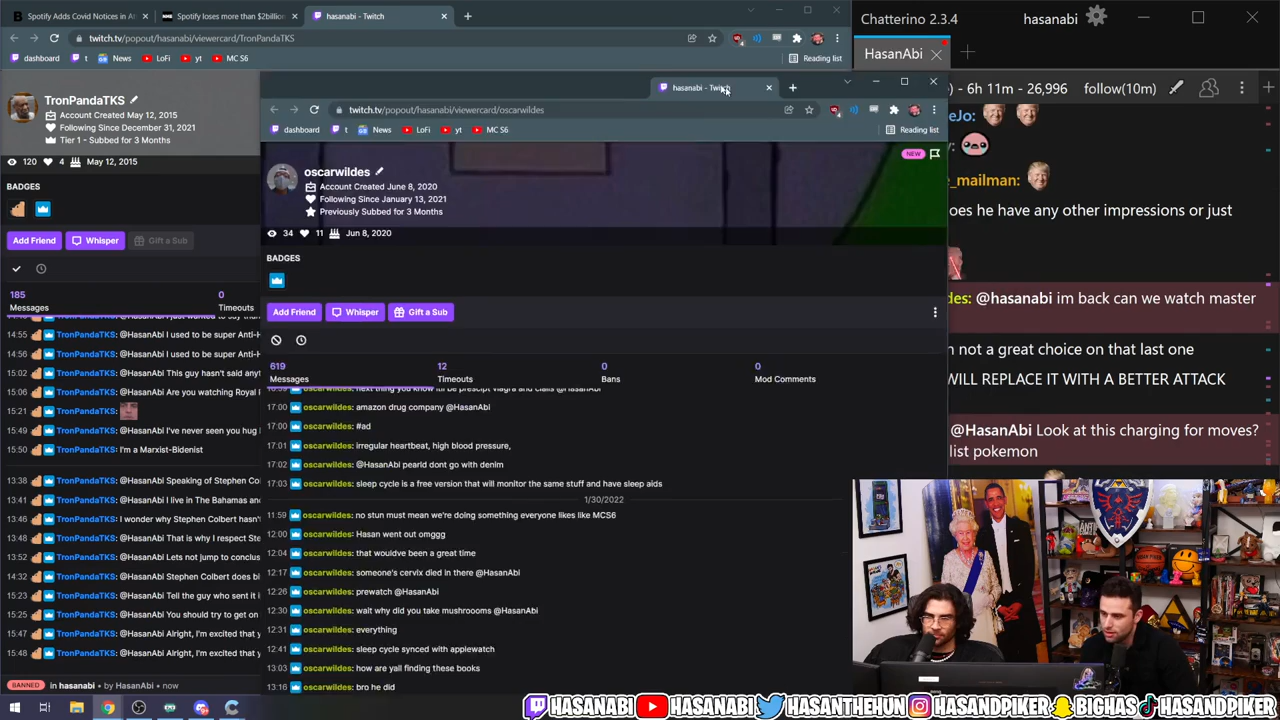 Spotify Adds Covid Notices in At
Spotify loses more than $2billion
hasanabi - Twitch
twitch.tv/popout/hasanabi/viewercard/TronPandaTKS
dashboard
t
News
LoFi
yt
MC S6
Reading list
Chatterino 2.3.4
hasanabi
HasanAbi
- 6h 11m - 26,996
follow(10m)
TronPandaTKS
Account Created May 12, 2015
Following Since December 31, 2021
Tier 1 - Subbed for 3 Months
120
4
May 12, 2015
BADGES
Add Friend
Whisper
Gift a Sub
185
Messages
0
Timeouts
14:55 TronPandaTKS: @HasanAbi I used to be super Anti-H
14:56 TronPandaTKS: @HasanAbi I used to be super Anti-H
15:02 TronPandaTKS: @HasanAbi This guy hasn't said anyt
15:06 TronPandaTKS: @HasanAbi Are you watching Royal
15:21 TronPandaTKS:
15:49 TronPandaTKS: @HasanAbi I've never seen you hug
15:50 TronPandaTKS: I'm a Marxist-BIdenist
13:38 TronPandaTKS: @HasanAbi Speaking of Stephen Co
13:46 TronPandaTKS: @HasanAbi I live in The Bahamas and
13:46 TronPandaTKS: @HasanAbi I wonder why Stephen Colbert hasn'
13:48 TronPandaTKS: @HasanAbi That is why I respect Ste
13:52 TronPandaTKS: @HasanAbi Lets not jump to conclus
14:32 TronPandaTKS: @HasanAbi Stephen Colbert does bi
15:23 TronPandaTKS: @HasanAbi Tell the guy who sent it
15:25 TronPandaTKS: @HasanAbi You should try to get on
15:47 TronPandaTKS: @HasanAbi Alright, I'm excited that y
15:48 TronPandaTKS: @HasanAbi Alright, I'm excited that y
BANNED in hasanabi • by HasanAbi • now
hasanabi - Twitch
twitch.tv/popout/hasanabi/viewercard/oscarwildes
dashboard
t
News
LoFi
yt
MC S6
Reading list
NEW
oscarwildes
Account Created June 8, 2020
Following Since January 13, 2021
Previously Subbed for 3 Months
34
11
Jun 8, 2020
BADGES
Add Friend
Whisper
Gift a Sub
619
Messages
12
Timeouts
0
Bans
0
Mod Comments
17:00 oscarwildes: amazon drug company @HasanAbi
17:00 oscarwildes: #ad
17:01 oscarwildes: irregular heartbeat, high blood pressure,
17:02 oscarwildes: @HasanAbi pearld dont go with denim
17:03 oscarwildes: sleep cycle is a free version that will monitor the same stuff and have sleep aids
1/30/2022
11:59 oscarwildes: no stun must mean we're doing something everyone likes like MCS6
12:00 oscarwildes: Hasan went out omggg
12:04 oscarwildes: that wouldve been a great time
12:17 oscarwildes: someone's cervix died in there @HasanAbi
12:26 oscarwildes: prewatch @HasanAbi
12:30 oscarwildes: wait why did you take mushrooms @HasanAbi
12:31 oscarwildes: everything
12:41 oscarwildes: sleep cycle synced with applewatch
13:03 oscarwildes: how are yall finding these books
13:16 oscarwildes: bro he did
eJo:
y:
e_mailman:
oes he have any other impressions or just
des: @hasanabi im back can we watch master
n not a great choice on that last one
WILL REPLACE IT WITH A BETTER ATTACK
@HasanAbi Look at this charging for moves?
list pokemon
HASANABI
HASANABI
HASANTHEHUN
HASANDPIKER
BIGHAS
HASANDPIKER